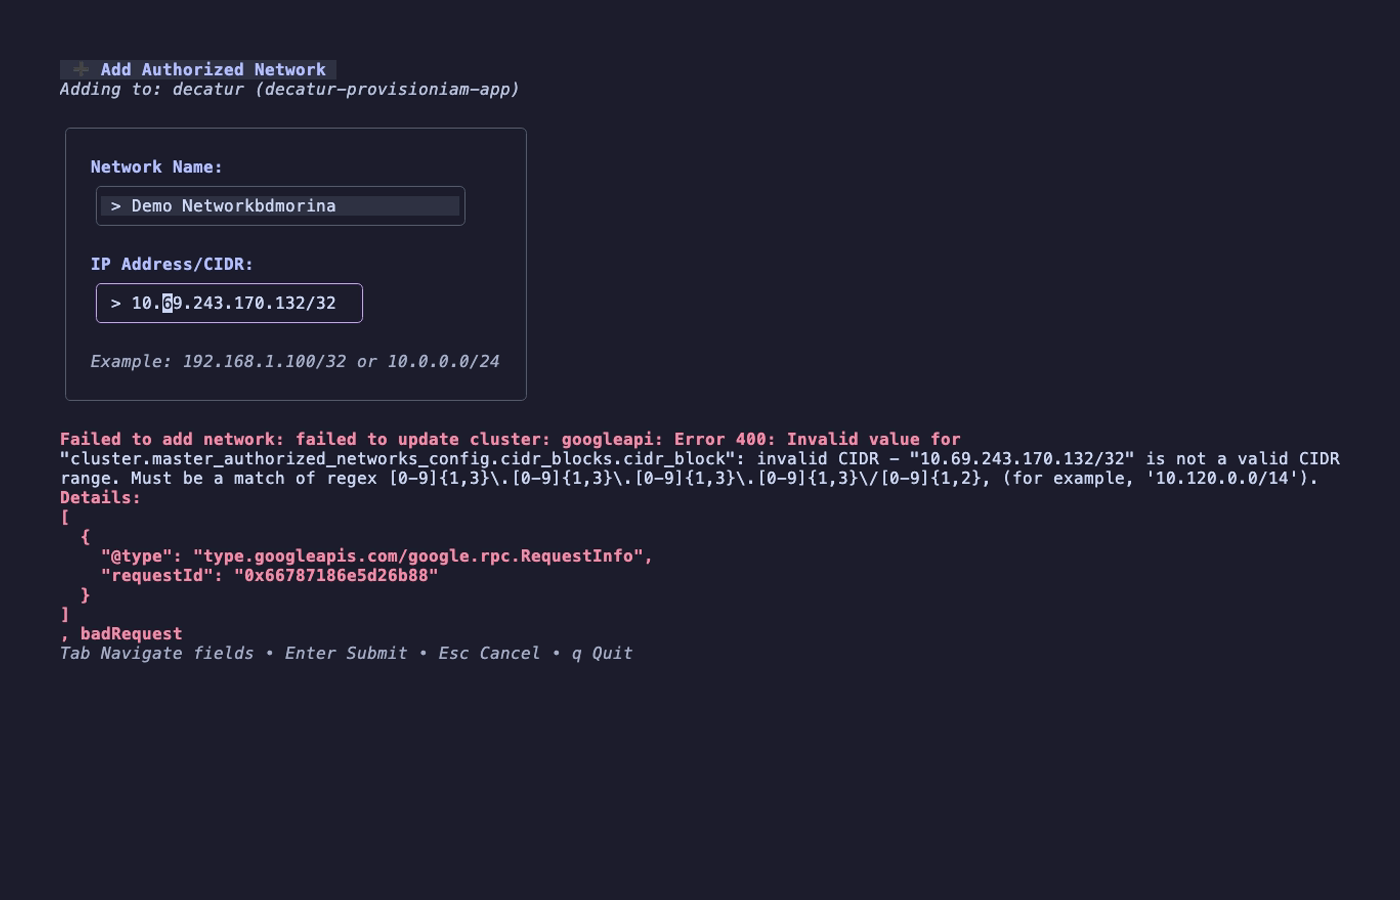 ➕ Add Authorized Network
Adding to: decatur (decatur-provisioniam-app)
Network Name:
> Demo Networkbdmorina
IP Address/CIDR:
> 10.69.243.170.132/32
Example: 192.168.1.100/32 or 10.0.0.0/24
Failed to add network: failed to update cluster: googleapi: Error 400: Invalid value for
"cluster.master_authorized_networks_config.cidr_blocks.cidr_block": invalid CIDR – "10.69.243.170.132/32" is not a valid CIDR
range. Must be a match of regex [0-9]{1,3}\.[0-9]{1,3}\.[0-9]{1,3}\.[0-9]{1,3}\/[0-9]{1,2}, (for example, '10.120.0.0/14').
Details:
[
  {
    "@type": "type.googleapis.com/google.rpc.RequestInfo",
    "requestId": "0x66787186e5d26b88"
  }
]
, badRequest
Tab Navigate fields • Enter Submit • Esc Cancel • q Quit